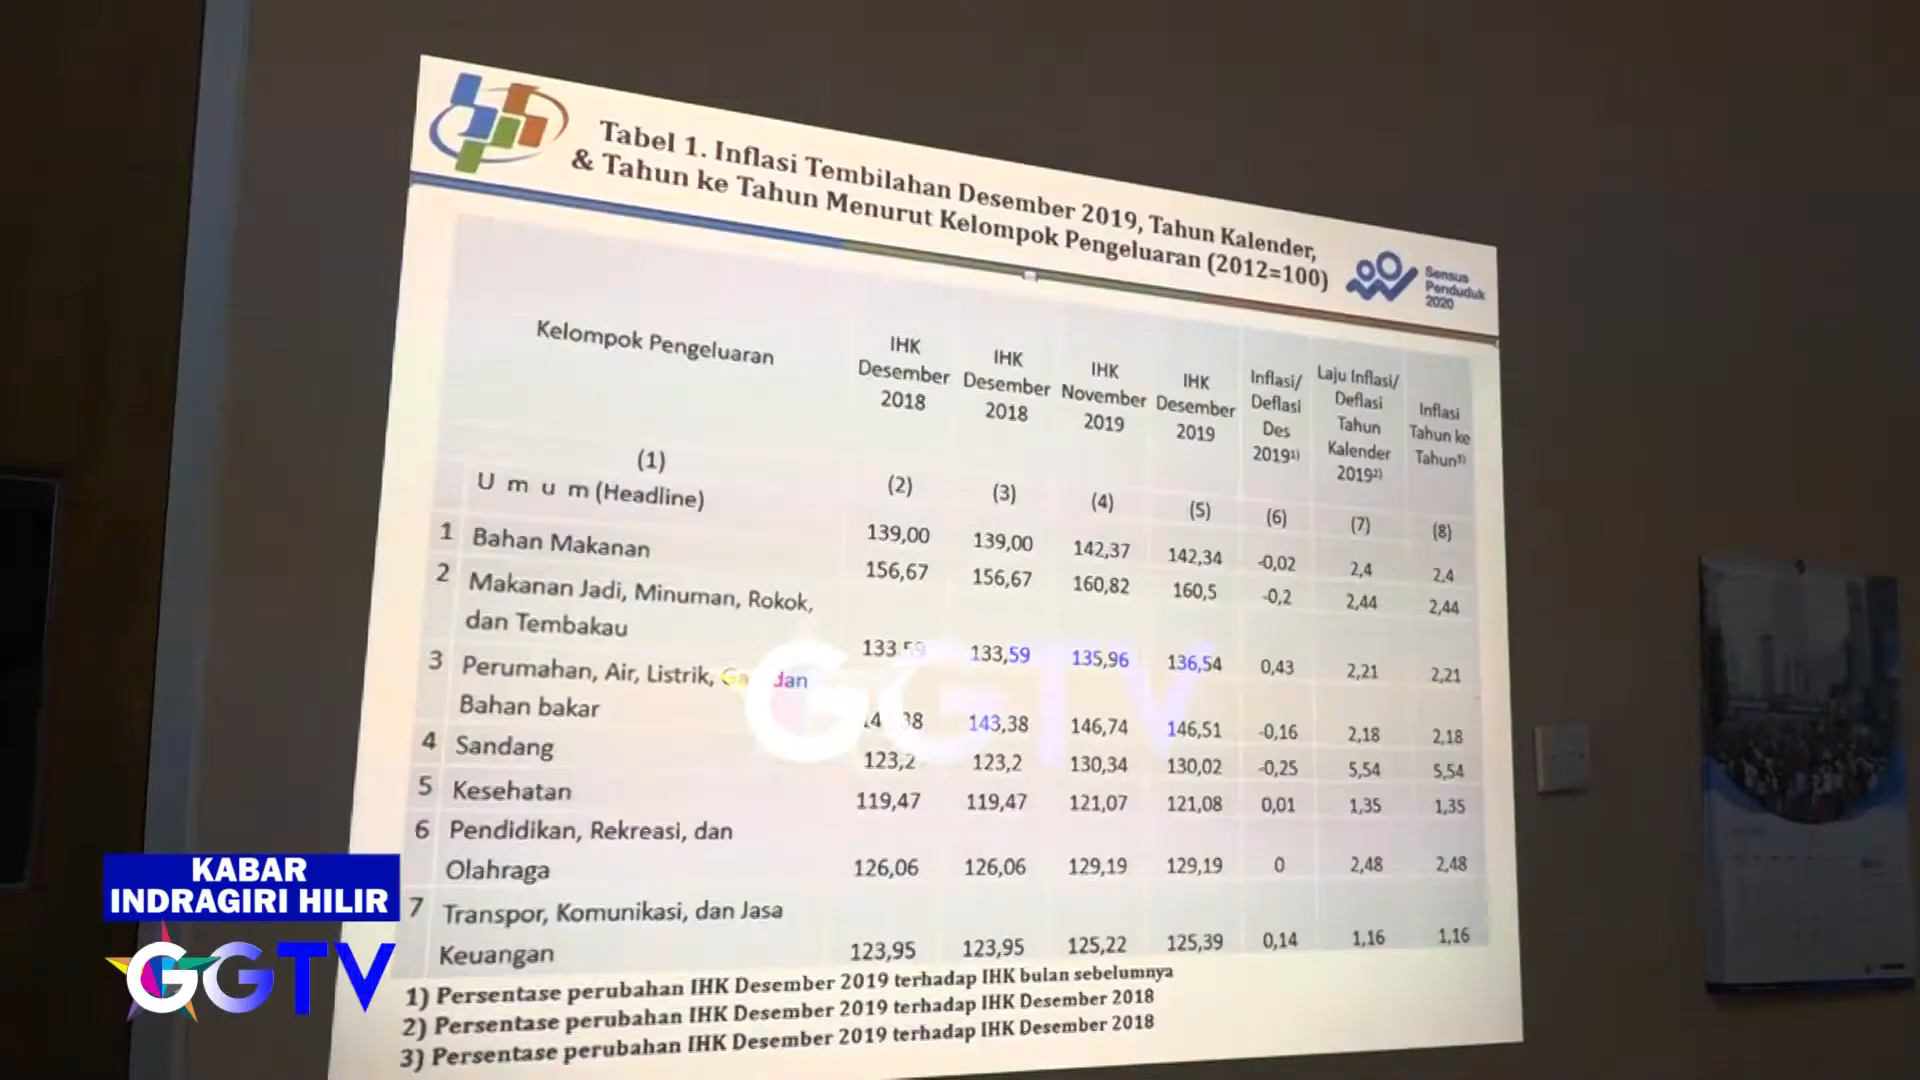 Tabel 1. Inflasi Tembilahan Desember 2019, Tahun Kalender,
& Tahun ke Tahun Menurut Kelompok Pengeluaran (2012=100)
Sensus
Penduduk
2020
Kelompok Pengeluaran
IHK
Desember
2018
IHK
Desember
2018
IHK
November
2019
IHK
Desember
2019
Inflasi/
Deflasi
Des
2019¹⁾
Laju Inflasi/
Deflasi
Tahun
Kalender
2019²⁾
Inflasi
Tahun ke
Tahun³⁾
(1) (2) (3) (4) (5) (6) (7) (8)
U m u m (Headline) 139,00 139,00 142,37 142,34 -0,02 2,4 2,4
1 Bahan Makanan 156,67 156,67 160,82 160,5 -0,2 2,44 2,44
2 Makanan Jadi, Minuman, Rokok,
dan Tembakau 133,59 133,59 135,96 136,54 0,43 2,21 2,21
3 Perumahan, Air, Listrik, dan
Bahan bakar 143,38 146,74 146,51 -0,16 2,18 2,18
4 Sandang 123,2 123,2 130,34 130,02 -0,25 5,54 5,54
5 Kesehatan 119,47 119,47 121,07 121,08 0,01 1,35 1,35
6 Pendidikan, Rekreasi, dan
Olahraga 126,06 126,06 129,19 129,19 0 2,48 2,48
7 Transpor, Komunikasi, dan Jasa
Keuangan 123,95 123,95 125,22 125,39 0,14 1,16 1,16
1) Persentase perubahan IHK Desember 2019 terhadap IHK bulan sebelumnya
2) Persentase perubahan IHK Desember 2019 terhadap IHK Desember 2018
3) Persentase perubahan IHK Desember 2019 terhadap IHK Desember 2018
GGTV
KABAR
INDRAGIRI HILIR
GGTV